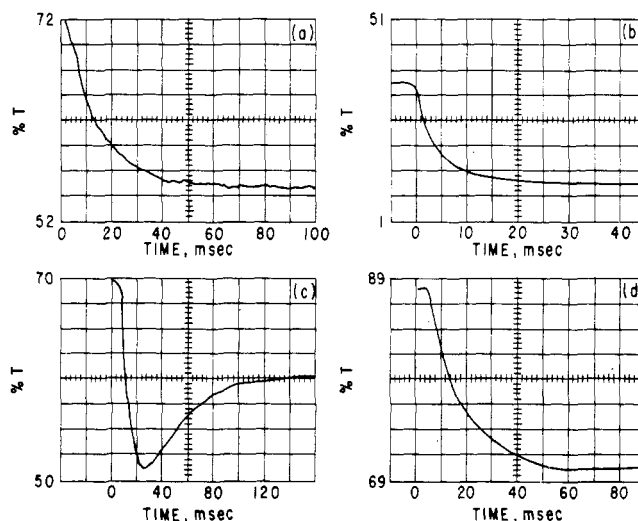 72
(a)
% T
52
0 20 40 60 80 100
TIME, msec
51
(b)
% T
1
0 10 20 30 40
TIME, msec
70
(c)
% T
50
0 40 80 120
TIME, msec
89
(d)
% T
69
0 20 40 60 80
TIME, msec